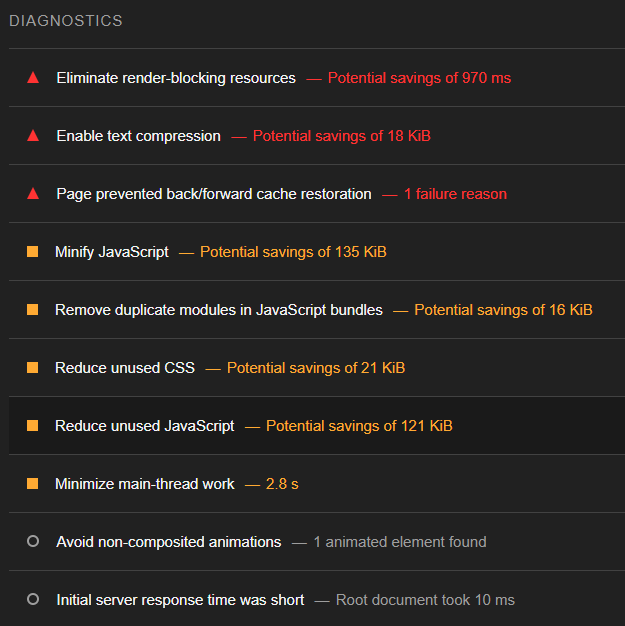 DIAGNOSTICS
Eliminate render-blocking resources — Potential savings of 970 ms
Enable text compression — Potential savings of 18 KiB
Page prevented back/forward cache restoration — 1 failure reason
Minify JavaScript — Potential savings of 135 KiB
Remove duplicate modules in JavaScript bundles — Potential savings of 16 KiB
Reduce unused CSS — Potential savings of 21 KiB
Reduce unused JavaScript — Potential savings of 121 KiB
Minimize main-thread work — 2.8 s
Avoid non-composited animations — 1 animated element found
Initial server response time was short — Root document took 10 ms